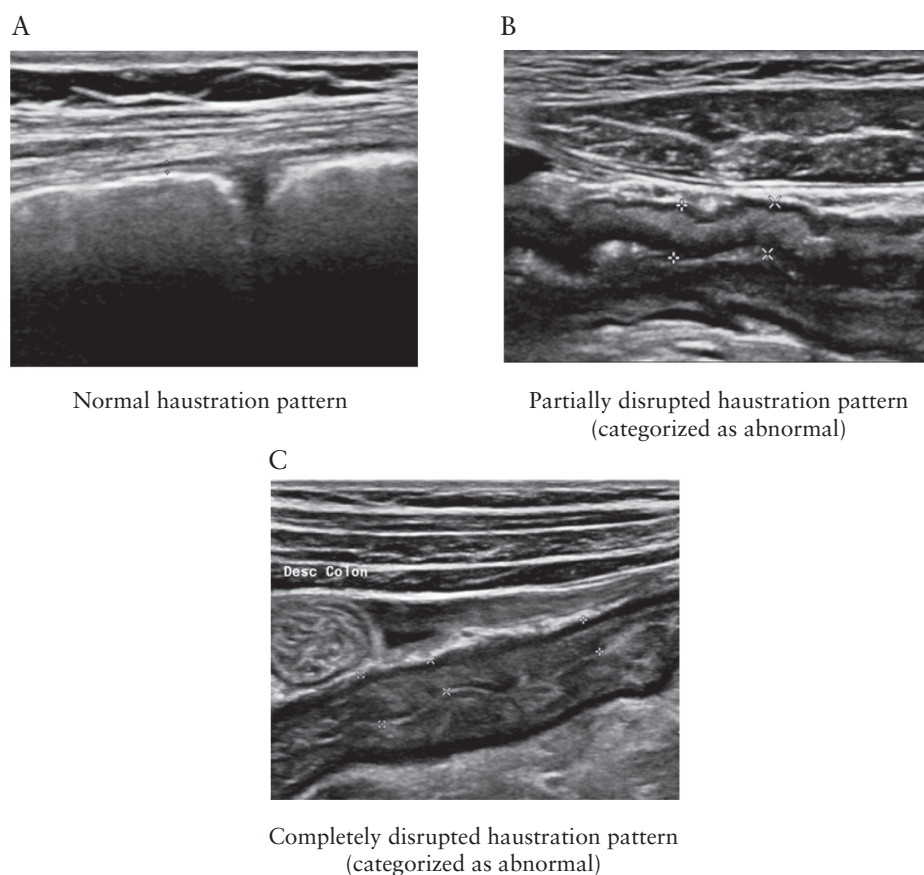 A
B
Normal haustration pattern
Partially disrupted haustration pattern
(categorized as abnormal)
C
Desc Colon
Completely disrupted haustration pattern
(categorized as abnormal)